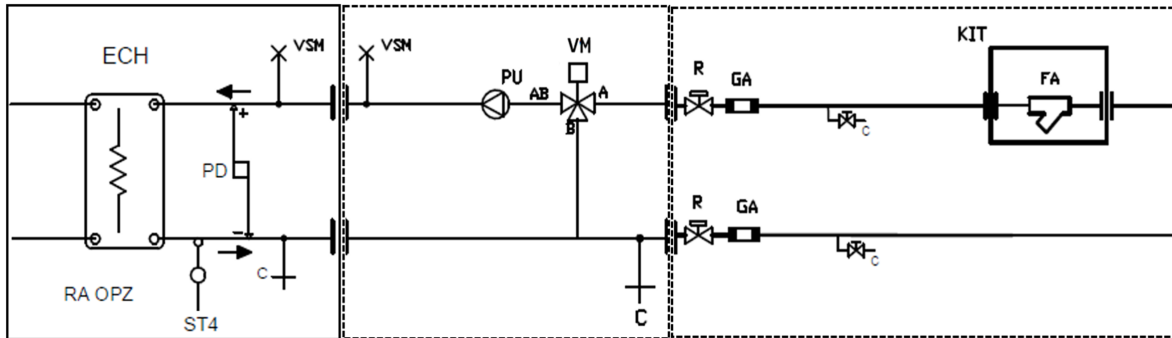 ECH
VSM
VSM
VM
PU
AB
A
B
R
GA
KIT
FA
C
+
PD
-
R
GA
C
C
RA OPZ
ST4
C